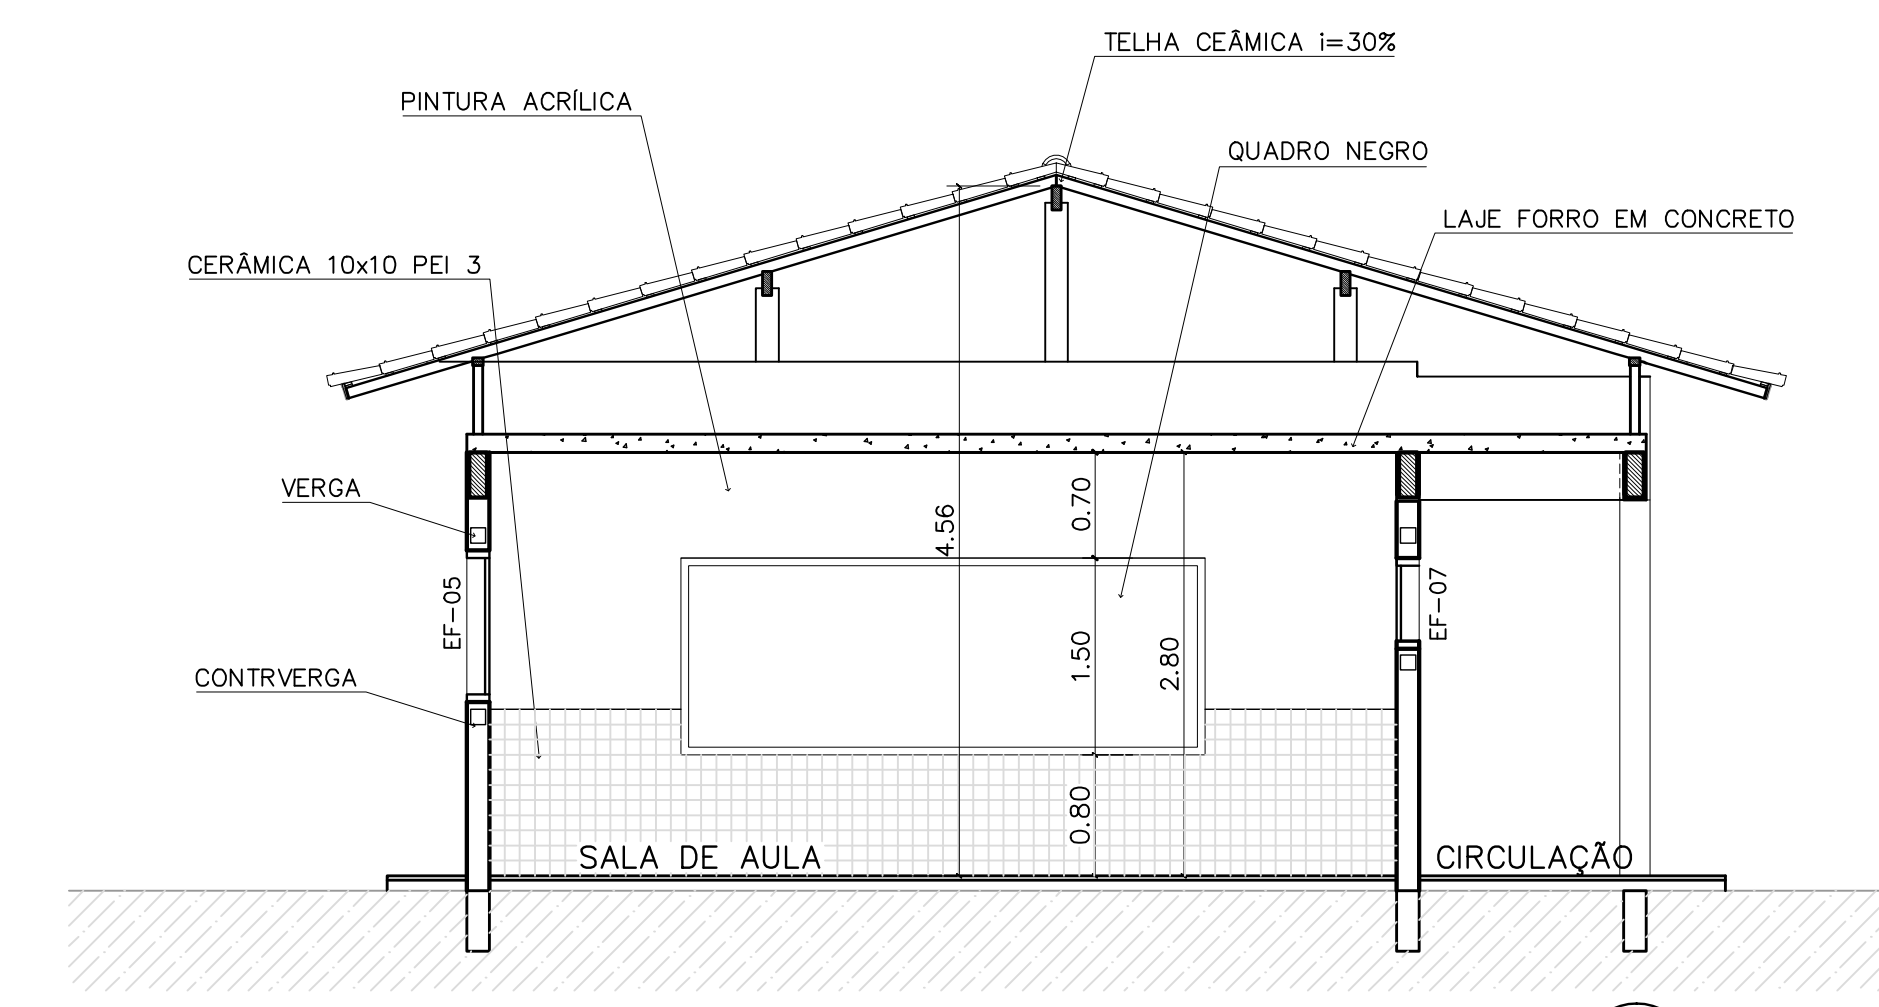 TELHA CEÂMICA i=30%
PINTURA ACRÍLICA
QUADRO NEGRO
LAJE FORRO EM CONCRETO
CERÂMICA 10x10 PEI 3
VERGA
4.56
0.70
EF-05
EF-07
1.50
2.80
CONTRVERGA
0.80
SALA DE AULA
CIRCULAÇÃO